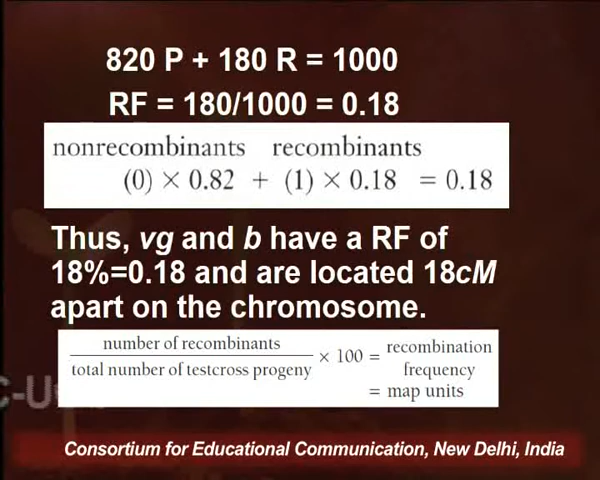 820 P + 180 R = 1000
RF = 180/1000 = 0.18
nonrecombinants recombinants
(0) × 0.82 + (1) × 0.18 = 0.18
Thus, vg and b have a RF of
18%=0.18 and are located 18cM
apart on the chromosome.
number of recombinants
total number of testcross progeny
× 100 = recombination
frequency
= map units
C-U
Consortium for Educational Communication, New Delhi, India